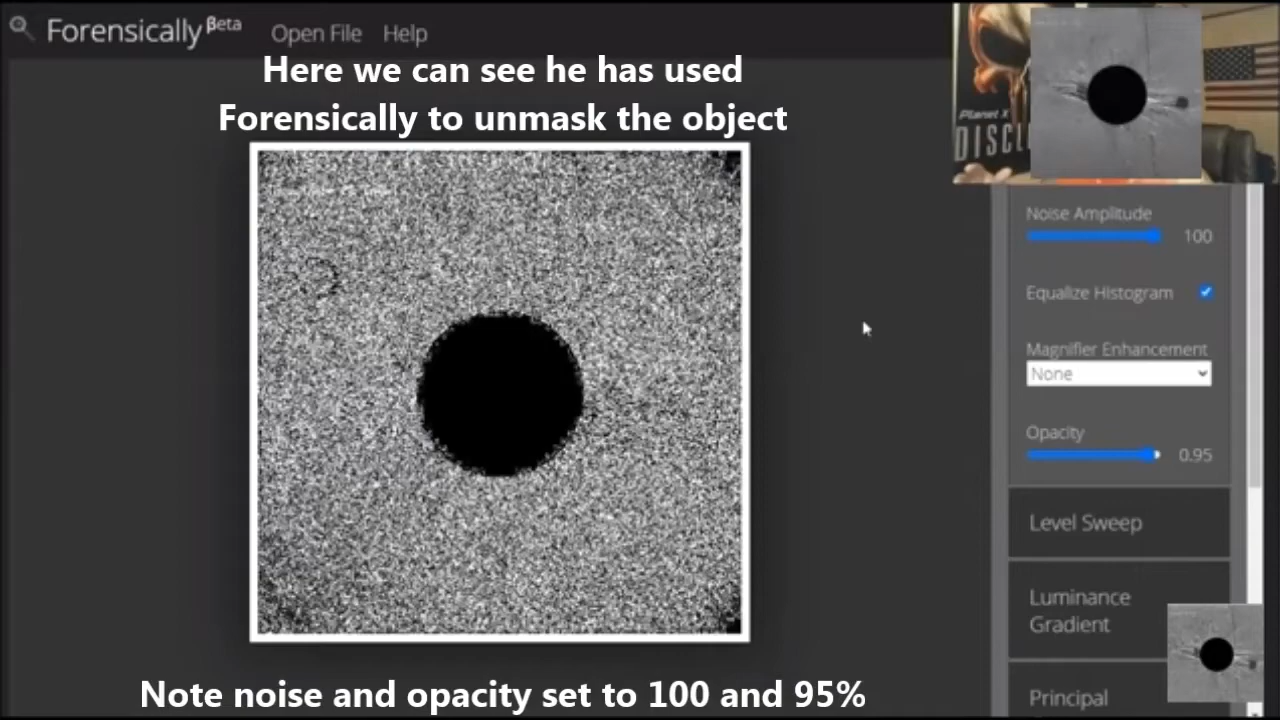 Forensically βeta
Open File
Help
Here we can see he has used
Forensically to unmask the object
Planet X
Noise Amplitude
100
Equalize Histogram
Magnifier Enhancement
None
Opacity
0.95
Level Sweep
Luminance
Gradient
Principal
Note noise and opacity set to 100 and 95%